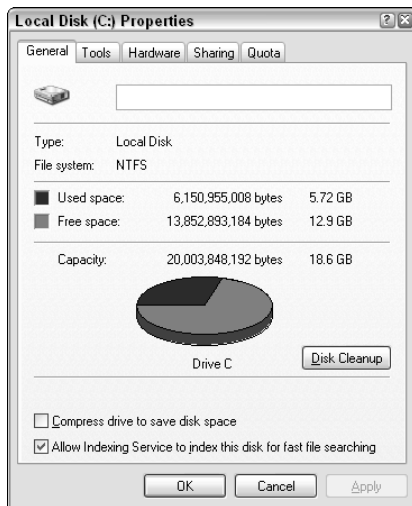 Local Disk (C:) Properties
General Tools Hardware Sharing Quota
Type: Local Disk
File system: NTFS
Used space: 6,150,955,008 bytes 5.72 GB
Free space: 13,852,893,184 bytes 12.9 GB
Capacity: 20,003,848,192 bytes 18.6 GB
Drive C
Disk Cleanup
Compress drive to save disk space
Allow Indexing Service to index this disk for fast file searching
OK Cancel Apply